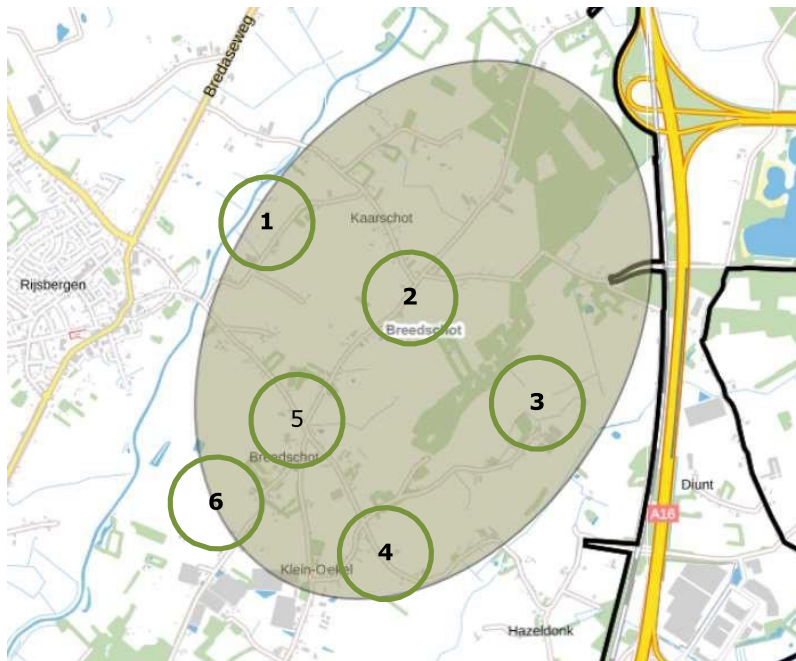 Bredaseweg
1
Kaarschot
Rijsbergen
2
Breedschot
3
5
Breedschot
6
Diunt
A16
4
Klein-Oekel
Hazeldonk